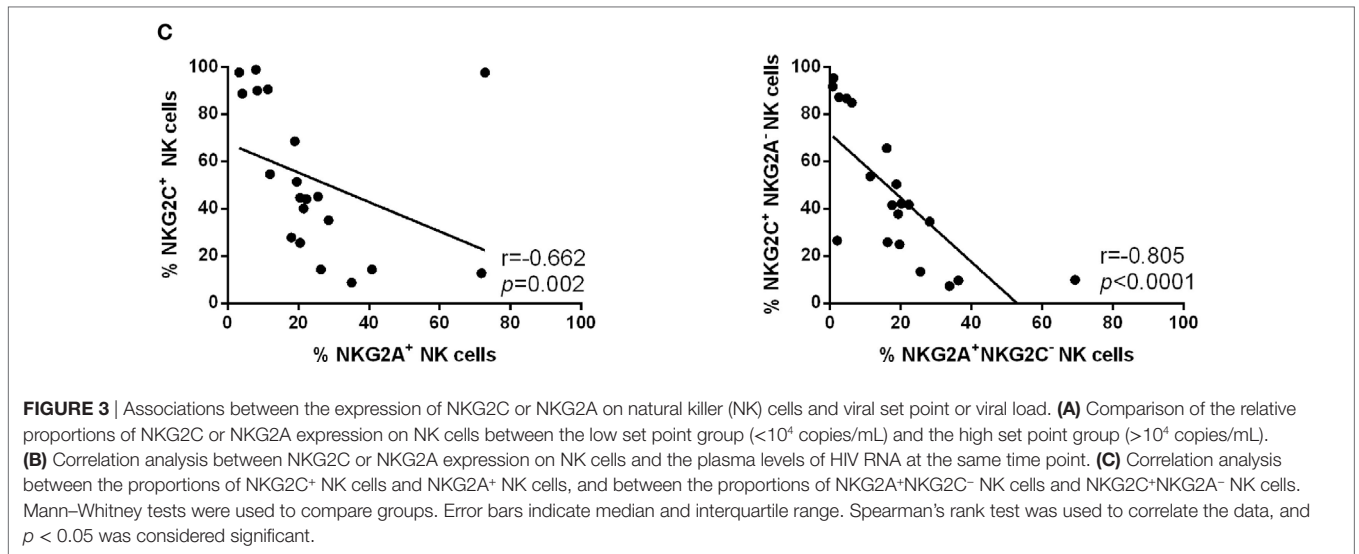 C
100
80
60
40
20
0
% NKG2C⁺ NK cells
0 20 40 60 80 100
% NKG2A⁺ NK cells
r=-0.662
p=0.002
100
80
60
40
20
0
% NKG2C⁺ NKG2A⁻ NK cells
0 20 40 60 80 100
% NKG2A⁺NKG2C⁻ NK cells
r=-0.805
p<0.0001
FIGURE 3 | Associations between the expression of NKG2C or NKG2A on natural killer (NK) cells and viral set point or viral load. (A) Comparison of the relative
proportions of NKG2C or NKG2A expression on NK cells between the low set point group (<10⁴ copies/mL) and the high set point group (>10⁴ copies/mL).
(B) Correlation analysis between NKG2C or NKG2A expression on NK cells and the plasma levels of HIV RNA at the same time point. (C) Correlation analysis
between the proportions of NKG2C⁺ NK cells and NKG2A⁺ NK cells, and between the proportions of NKG2A⁺NKG2C⁻ NK cells and NKG2C⁺NKG2A⁻ NK cells.
Mann–Whitney tests were used to compare groups. Error bars indicate median and interquartile range. Spearman's rank test was used to correlate the data, and
p < 0.05 was considered significant.